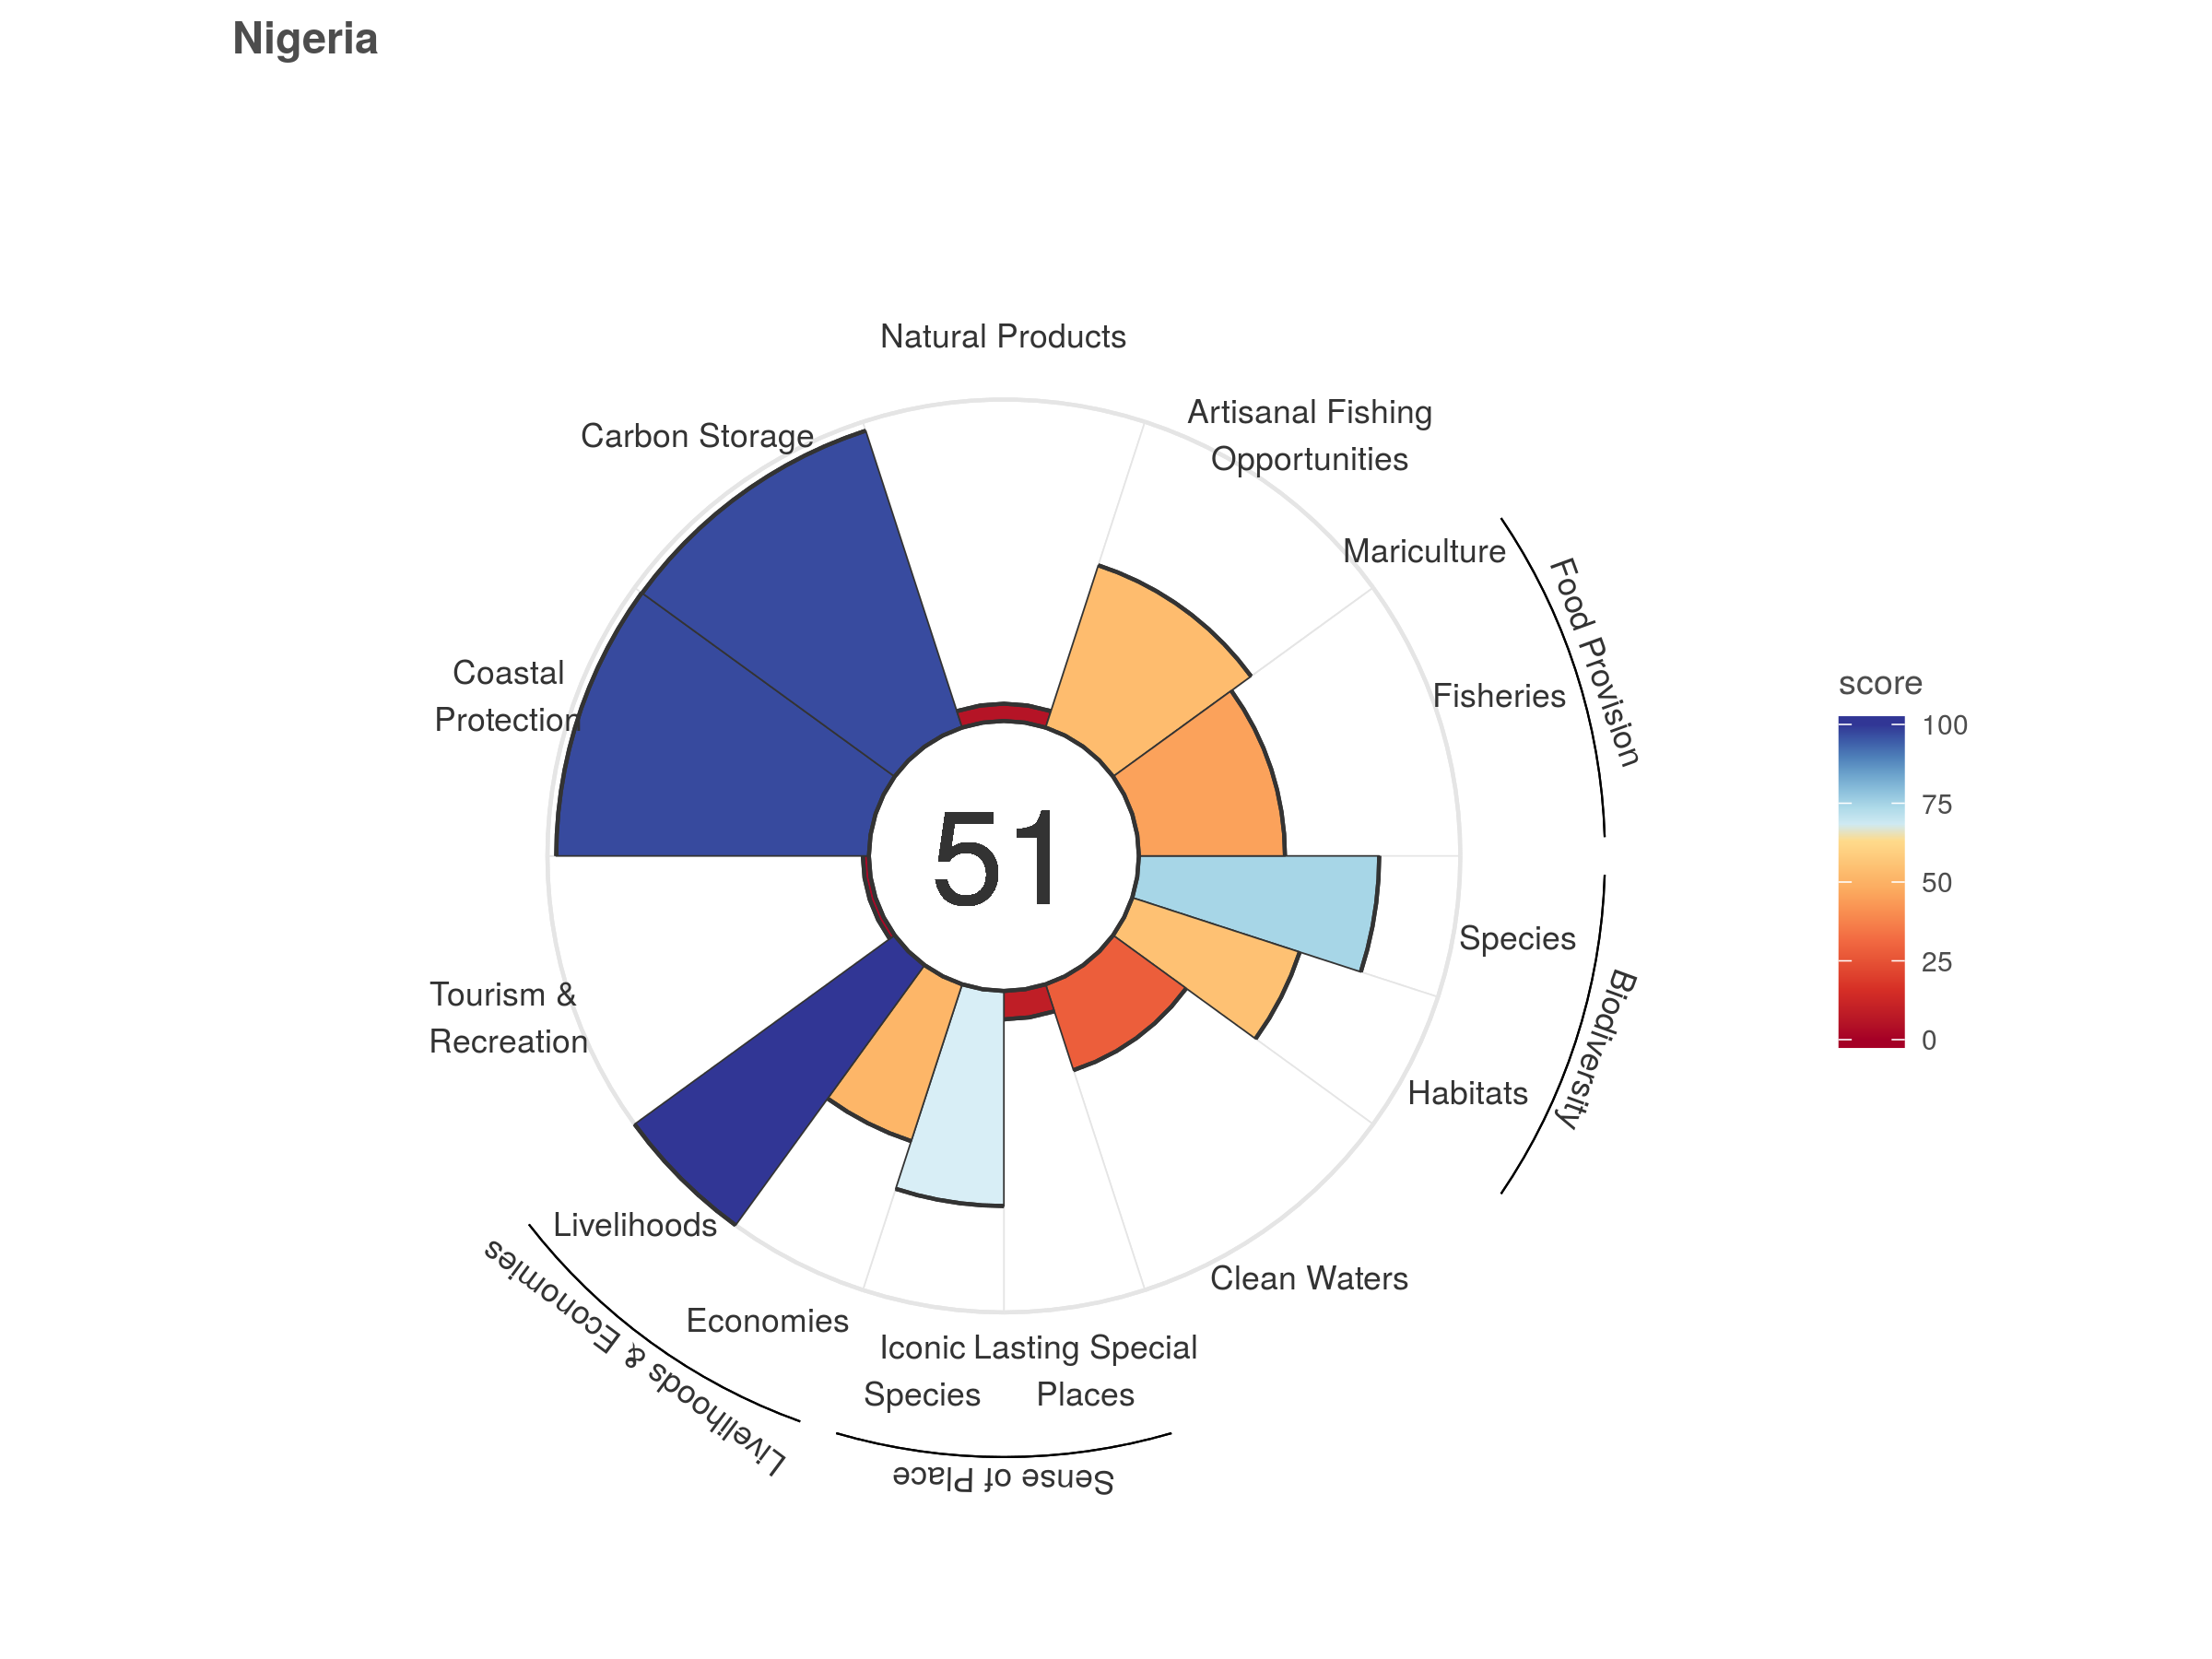 Nigeria
Natural Products
Artisanal Fishing
Opportunities
Carbon Storage
Mariculture
Food Provision
Fisheries
Coastal
Protection
score
100
75
50
25
0
51
Species
Biodiversity
Habitats
Tourism &
Recreation
Livelihoods
Livelihoods & Economies
Economies
Clean Waters
Iconic
Species
Lasting Special
Places
Sense of Place